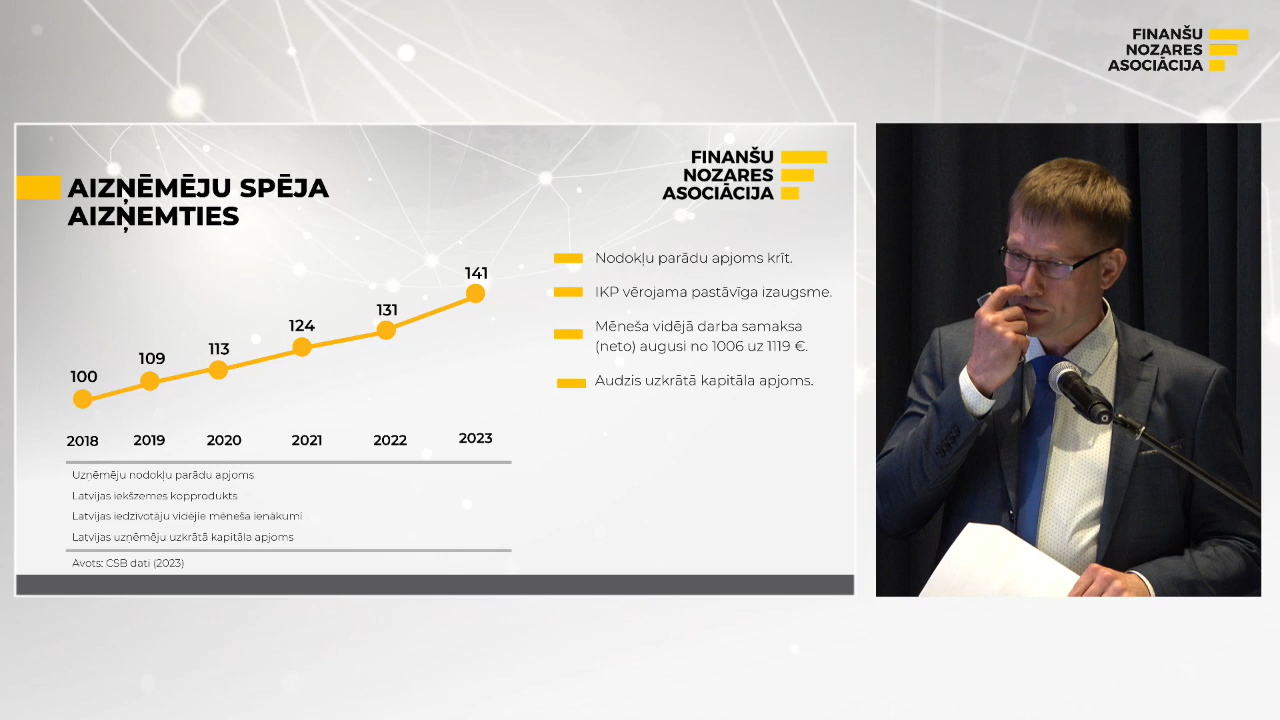 FINANŠU
NOZARES
ASOCIĀCIJA
FINANŠU
NOZARES
ASOCIĀCIJA
AIZŅĒMĒJU SPĒJA
AIZŅEMTIES
100
109
113
124
131
141
2018
2019
2020
2021
2022
2023
Uzņēmēju nodokļu parādu apjoms
Latvijas iekšzemes kopprodukts
Latvijas iedzīvotāju vidējie mēneša ienākumi
Latvijas uzņēmēju uzkrātā kapitāla apjoms
Avots: CSB dati (2023)
Nodokļu parādu apjoms krīt.
IKP vērojama pastāvīga izaugsme.
Mēneša vidējā darba samaksa
(neto) augusi no 1006 uz 1119 €.
Audzis uzkrātā kapitāla apjoms.